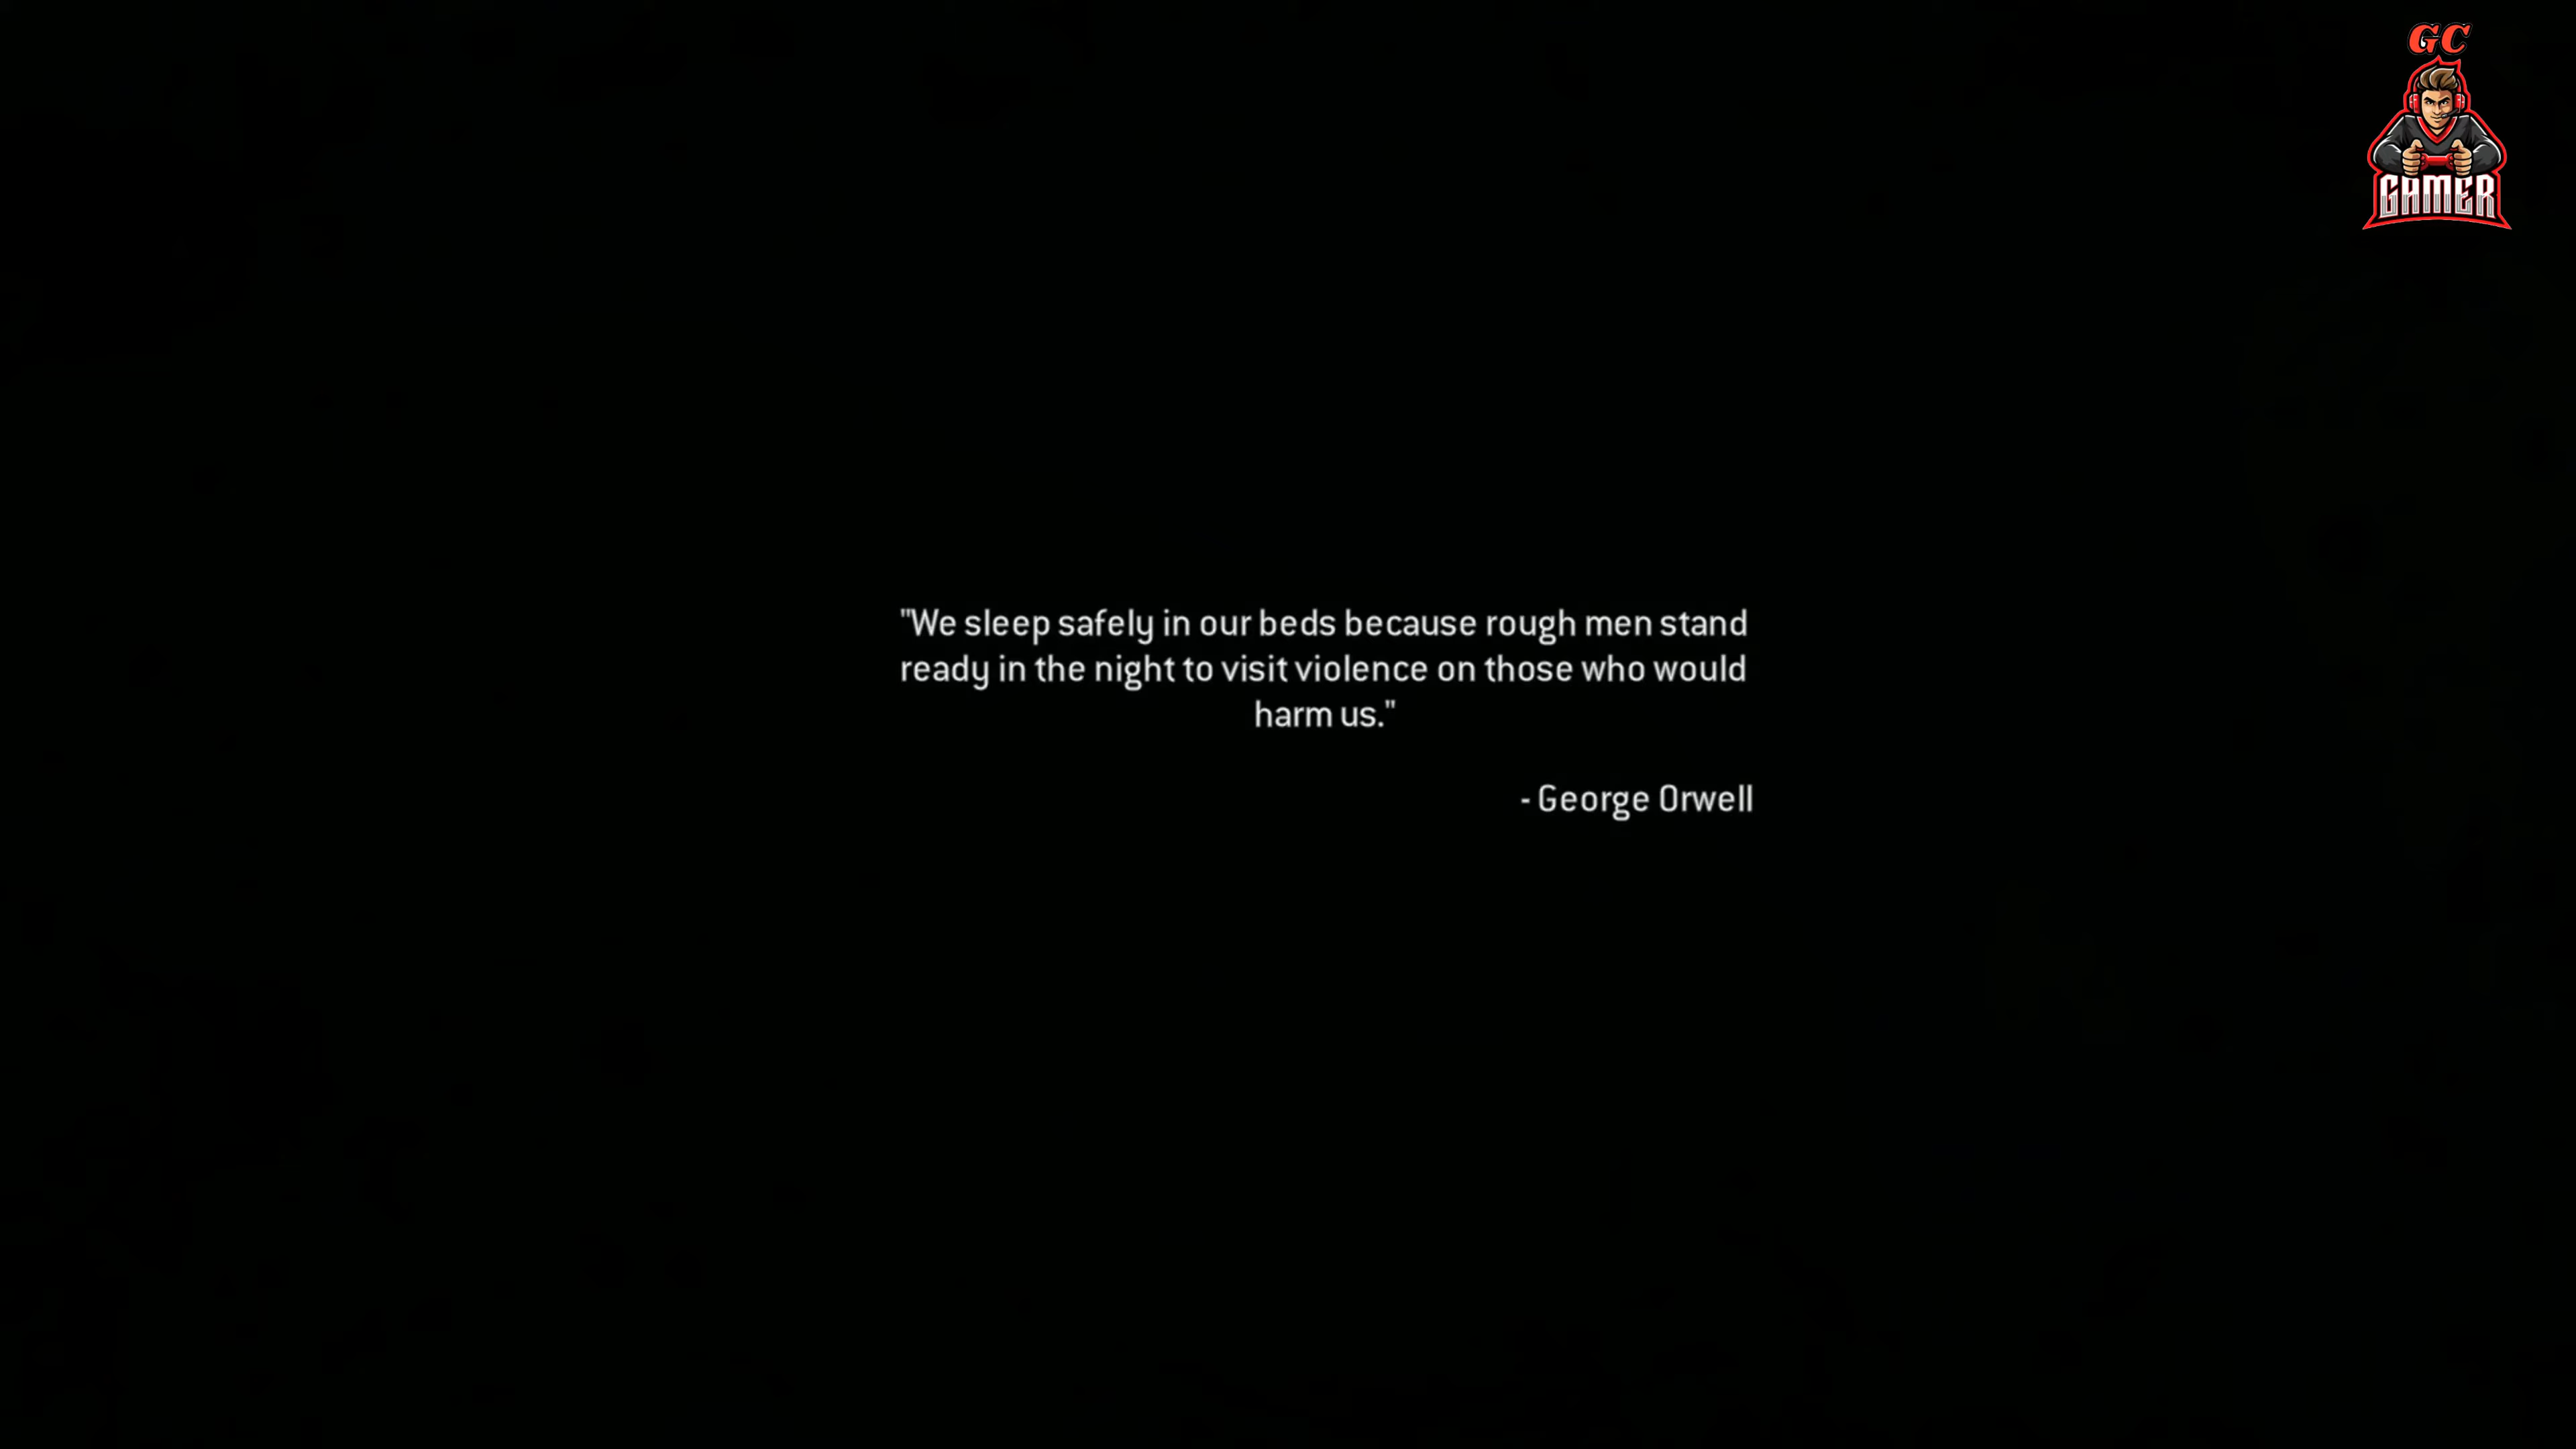 GC
GAMER
"We sleep safely in our beds because rough men stand
ready in the night to visit violence on those who would
harm us."
- George Orwell